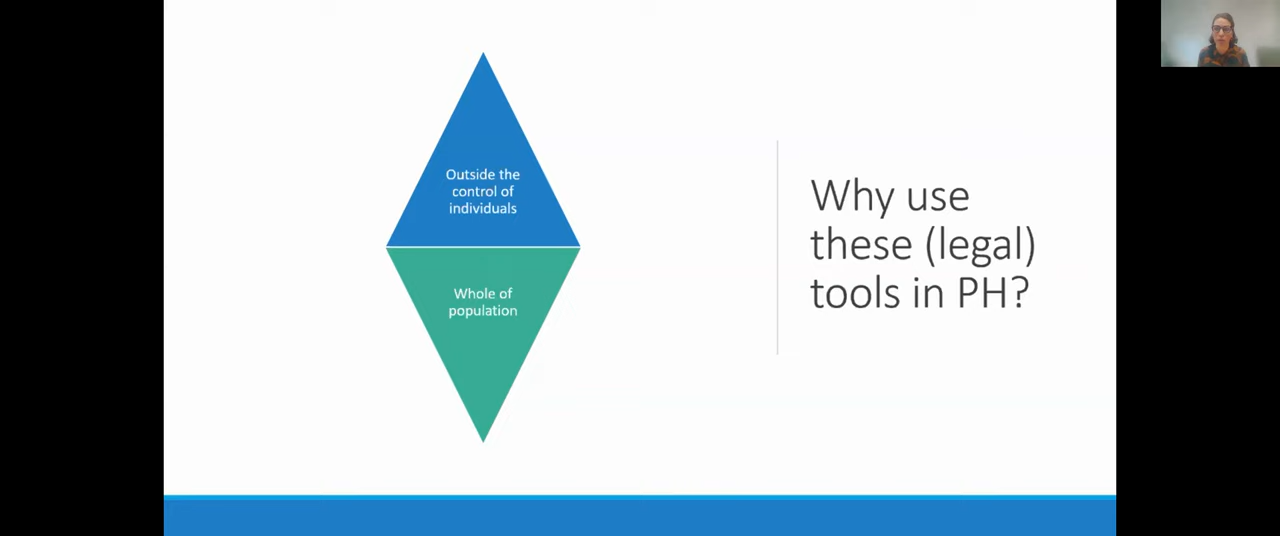 Outside the
control of
individuals
Whole of
population
Why use
these (legal)
tools in PH?